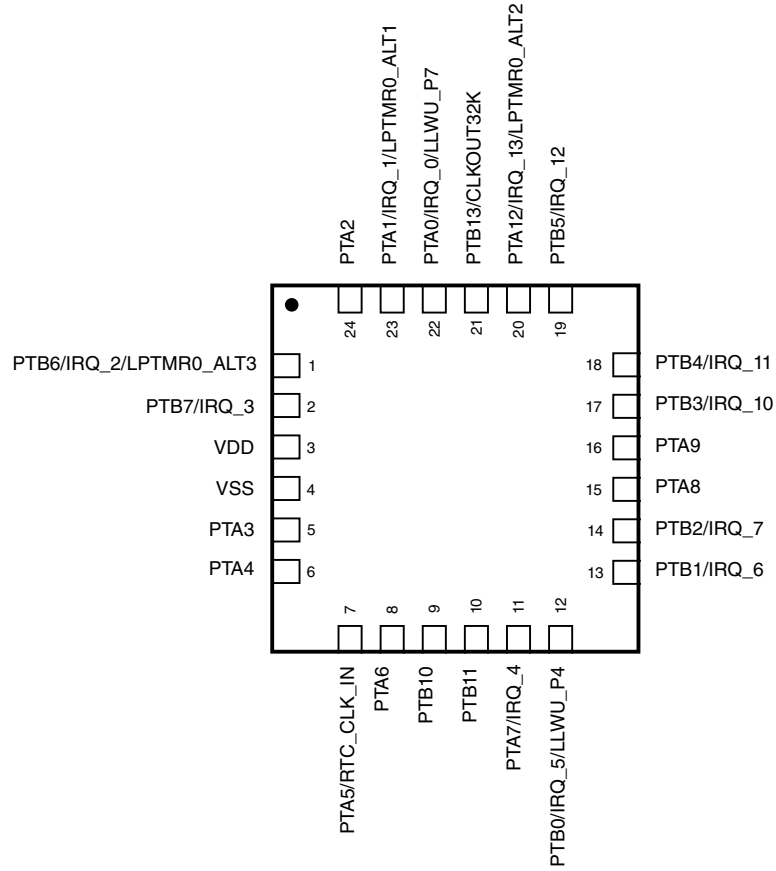 PTA2
PTA1/IRQ_1/LPTMR0_ALT1
PTA0/IRQ_0/LLWU_P7
PTB13/CLKOUT32K
PTA12/IRQ_13/LPTMR0_ALT2
PTB5/IRQ_12
24
23
22
21
20
19
PTB6/IRQ_2/LPTMR0_ALT3 1
PTB7/IRQ_3 2
VDD 3
VSS 4
PTA3 5
PTA4 6
18 PTB4/IRQ_11
17 PTB3/IRQ_10
16 PTA9
15 PTA8
14 PTB2/IRQ_7
13 PTB1/IRQ_6
7
8
9
10
11
12
PTA5/RTC_CLK_IN
PTA6
PTB10
PTB11
PTA7/IRQ_4
PTB0/IRQ_5/LLWU_P4